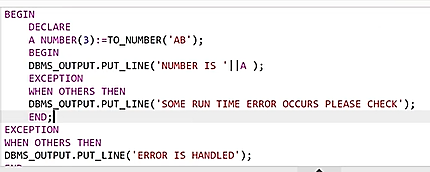 BEGIN
DECLARE
A NUMBER(3):=TO_NUMBER('AB');
BEGIN
DBMS_OUTPUT.PUT_LINE('NUMBER IS '||A );
EXCEPTION
WHEN OTHERS THEN
DBMS_OUTPUT.PUT_LINE('SOME RUN TIME ERROR OCCURS PLEASE CHECK');
END;
EXCEPTION
WHEN OTHERS THEN
DBMS_OUTPUT.PUT_LINE('ERROR IS HANDLED');